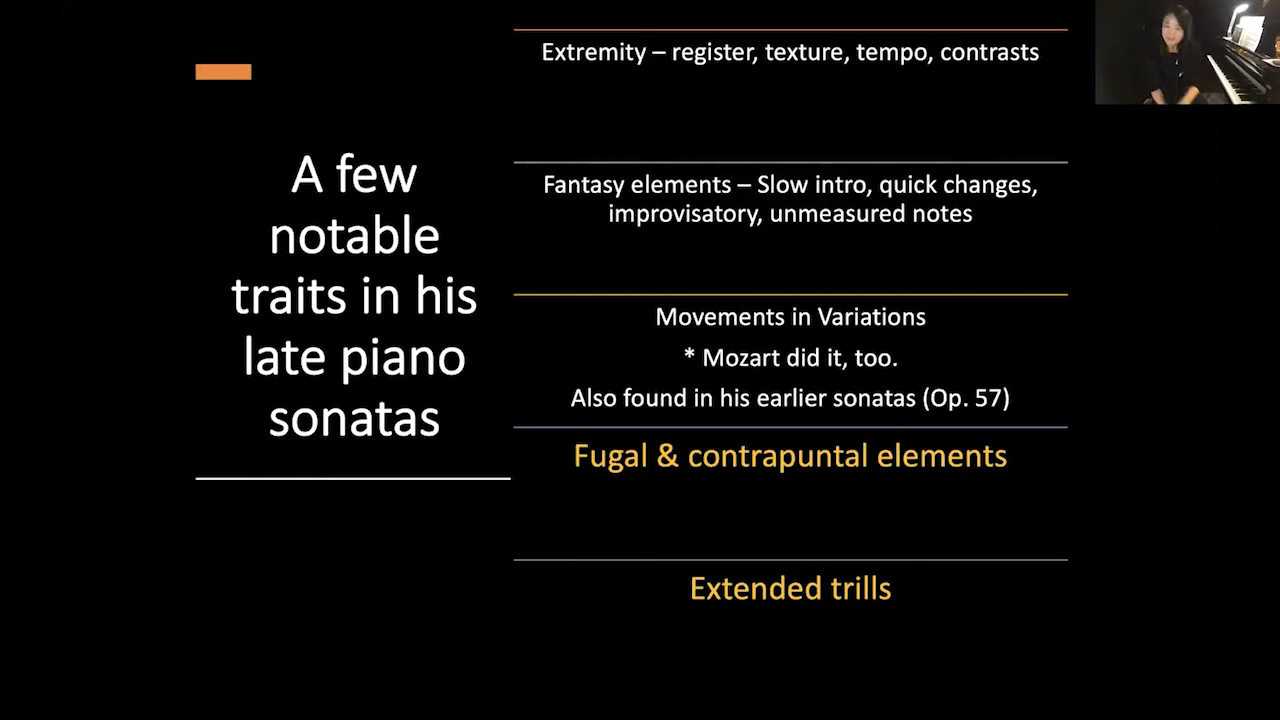 A few
notable
traits in his
late piano
sonatas
Extremity – register, texture, tempo, contrasts
Fantasy elements – Slow intro, quick changes,
improvisatory, unmeasured notes
Movements in Variations
* Mozart did it, too.
Also found in his earlier sonatas (Op. 57)
Fugal & contrapuntal elements
Extended trills